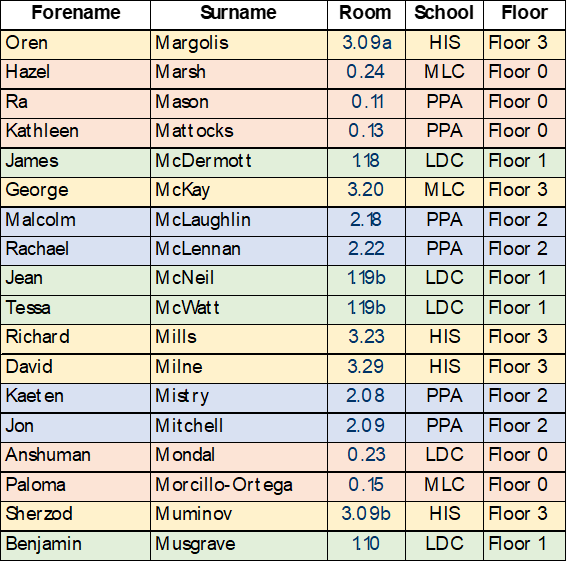 Forename Surname Room School Floor
Oren Margolis 3.09a HIS Floor 3
Hazel Marsh 0.24 MLC Floor 0
Ra Mason 0.11 PPA Floor 0
Kathleen Mattocks 0.13 PPA Floor 0
James McDermott 1.18 LDC Floor 1
George McKay 3.20 MLC Floor 3
Malcolm McLaughlin 2.18 PPA Floor 2
Rachael McLennan 2.22 PPA Floor 2
Jean McNeil 1.19b LDC Floor 1
Tessa McWatt 1.19b LDC Floor 1
Richard Mills 3.23 HIS Floor 3
David Milne 3.29 HIS Floor 3
Kaeten Mistry 2.08 PPA Floor 2
Jon Mitchell 2.09 PPA Floor 2
Anshuman Mondal 0.23 LDC Floor 0
Paloma Morcillo-Ortega 0.15 MLC Floor 0
Sherzod Muminov 3.09b HIS Floor 3
Benjamin Musgrave 1.10 LDC Floor 1